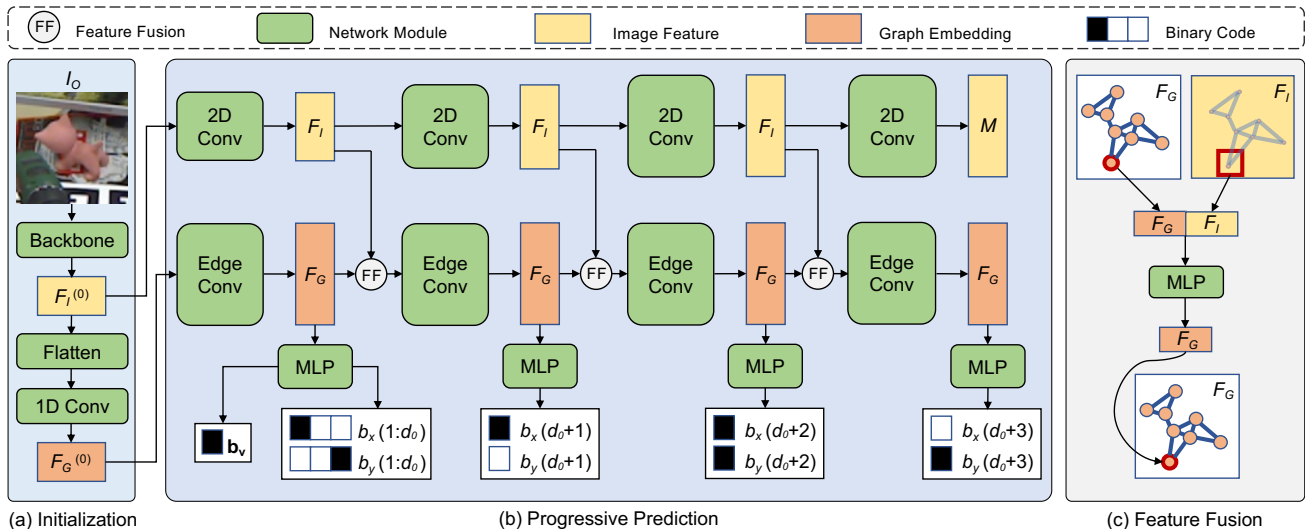 FF Feature Fusion Network Module Image Feature Graph Embedding Binary Code
I_O
Backbone
F_I^(0)
Flatten
1D Conv
F_G^(0)
(a) Initialization
2D Conv
F_I
2D Conv
F_I
2D Conv
F_I
2D Conv
M
Edge Conv
F_G
FF
Edge Conv
F_G
FF
Edge Conv
F_G
FF
Edge Conv
F_G
MLP
MLP
MLP
MLP
b_v
b_x(1:d_0)
b_y(1:d_0)
b_x(d_0+1)
b_y(d_0+1)
b_x(d_0+2)
b_y(d_0+2)
b_x(d_0+3)
b_y(d_0+3)
(b) Progressive Prediction
F_G
F_I
F_G F_I
MLP
F_G
F_G
(c) Feature Fusion